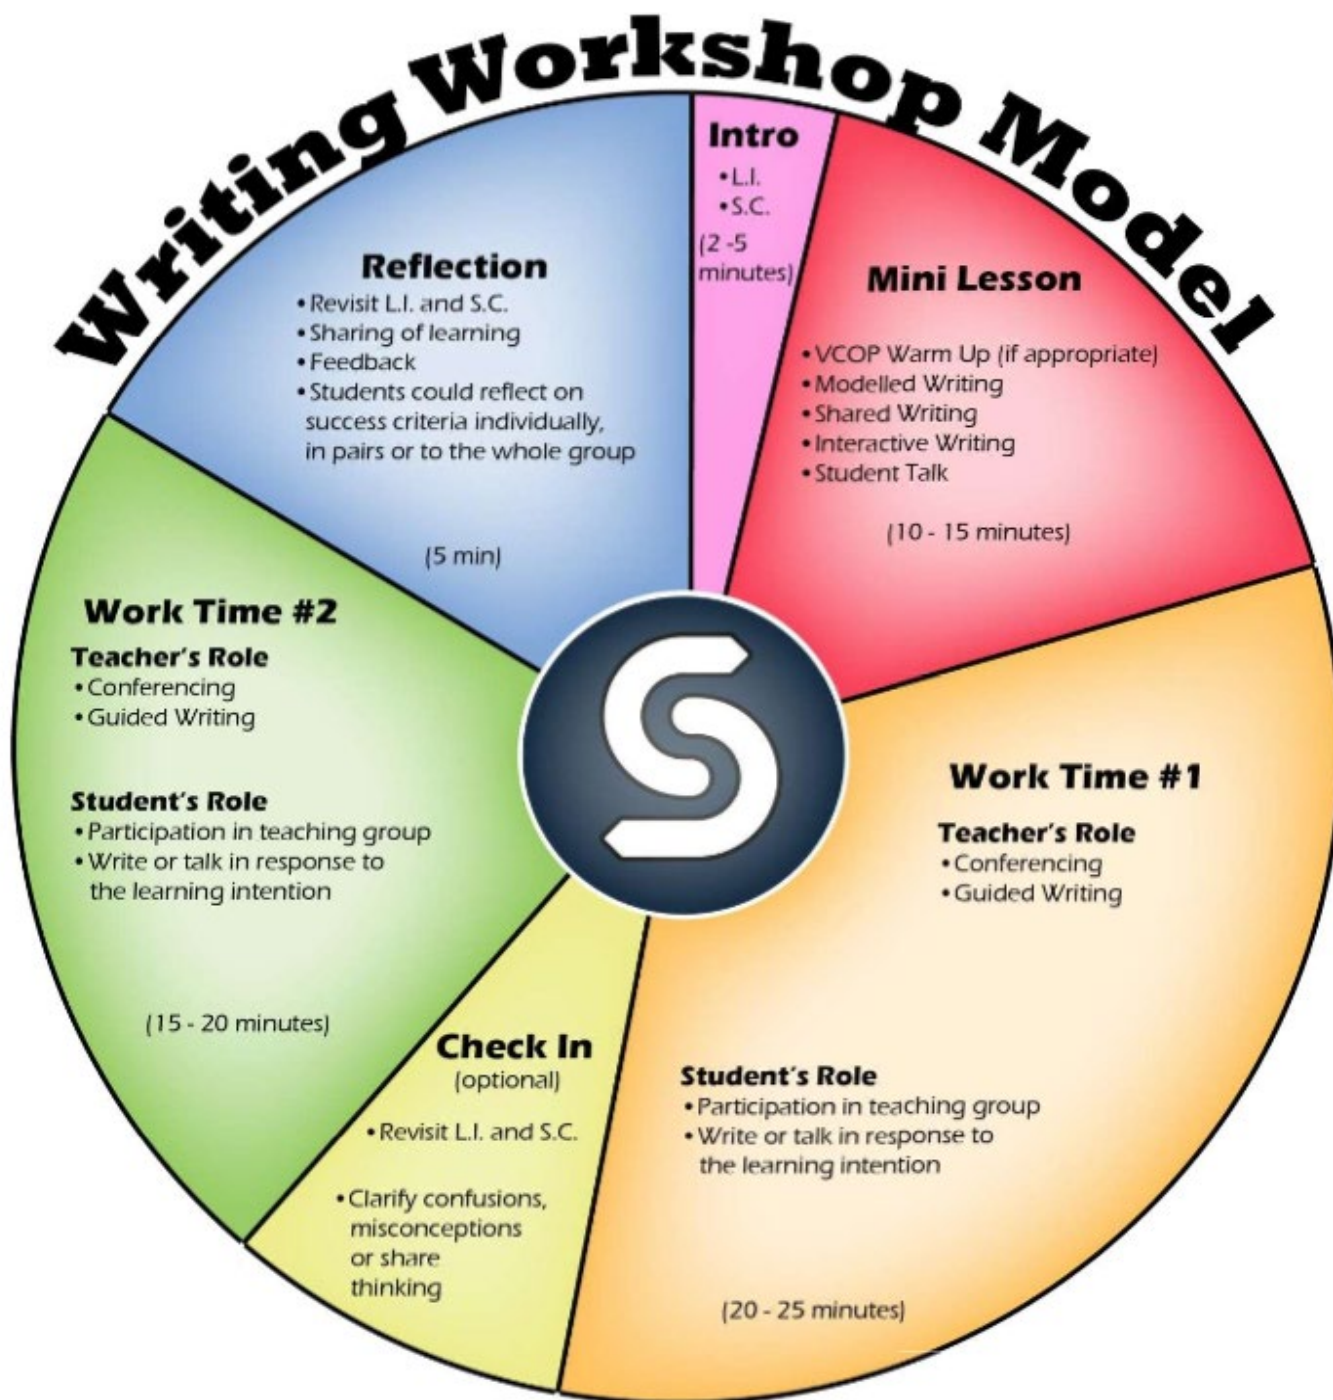 Writing Workshop Model
Intro
•L.I.
•S.C.
(2 -5
minutes)
Mini Lesson
•VCOP Warm Up (if appropriate)
•Modelled Writing
•Shared Writing
•Interactive Writing
•Student Talk
(10 - 15 minutes)
Work Time #1
Teacher's Role
•Conferencing
•Guided Writing
Student's Role
•Participation in teaching group
•Write or talk in response to
the learning intention
(20 - 25 minutes)
Check In
(optional)
•Revisit L.I. and S.C.
•Clarify confusions,
misconceptions
or share
thinking
Work Time #2
Teacher's Role
•Conferencing
•Guided Writing
Student's Role
•Participation in teaching group
•Write or talk in response to
the learning intention
(15 - 20 minutes)
Reflection
•Revisit L.I. and S.C.
•Sharing of learning
•Feedback
•Students could reflect on
success criteria individually,
in pairs or to the whole group
(5 min)
S